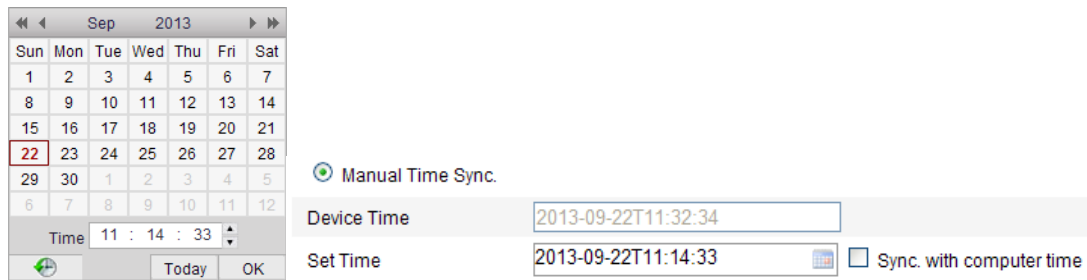 Sep 2013
Sun Mon Tue Wed Thu Fri Sat
1 2 3 4 5 6 7
8 9 10 11 12 13 14
15 16 17 18 19 20 21
22 23 24 25 26 27 28
29 30 1 2 3 4 5
6 7 8 9 10 11 12
Time 11 : 14 : 33
Today OK
Manual Time Sync.
Device Time 2013-09-22T11:32:34
Set Time 2013-09-22T11:14:33 Sync. with computer time